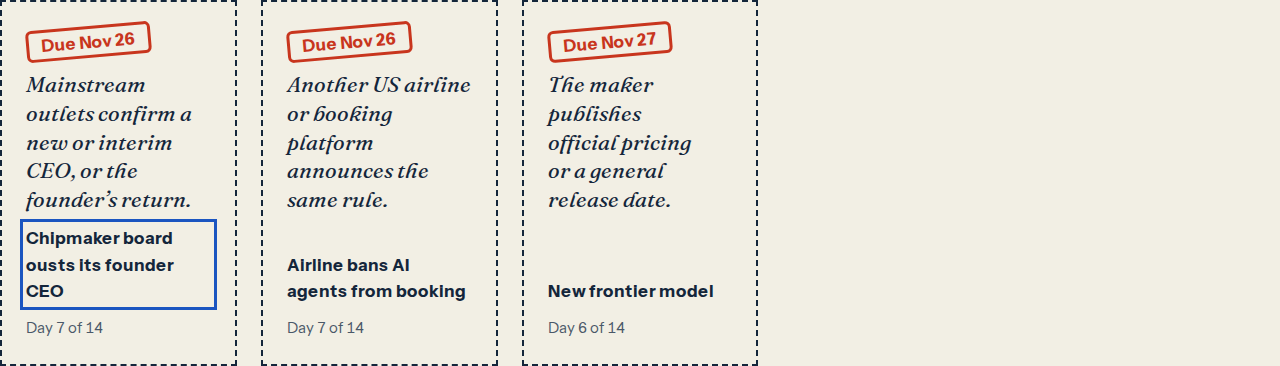 Due Nov 26
Mainstream
outlets confirm a
new or interim
CEO, or the
founder’s return.
Chipmaker board
ousts its founder
CEO
Day 7 of 14
Due Nov 26
Another US airline
or booking
platform
announces the
same rule.
Airline bans AI
agents from booking
Day 7 of 14
Due Nov 27
The maker
publishes
official pricing
or a general
release date.
New frontier model
Day 6 of 14